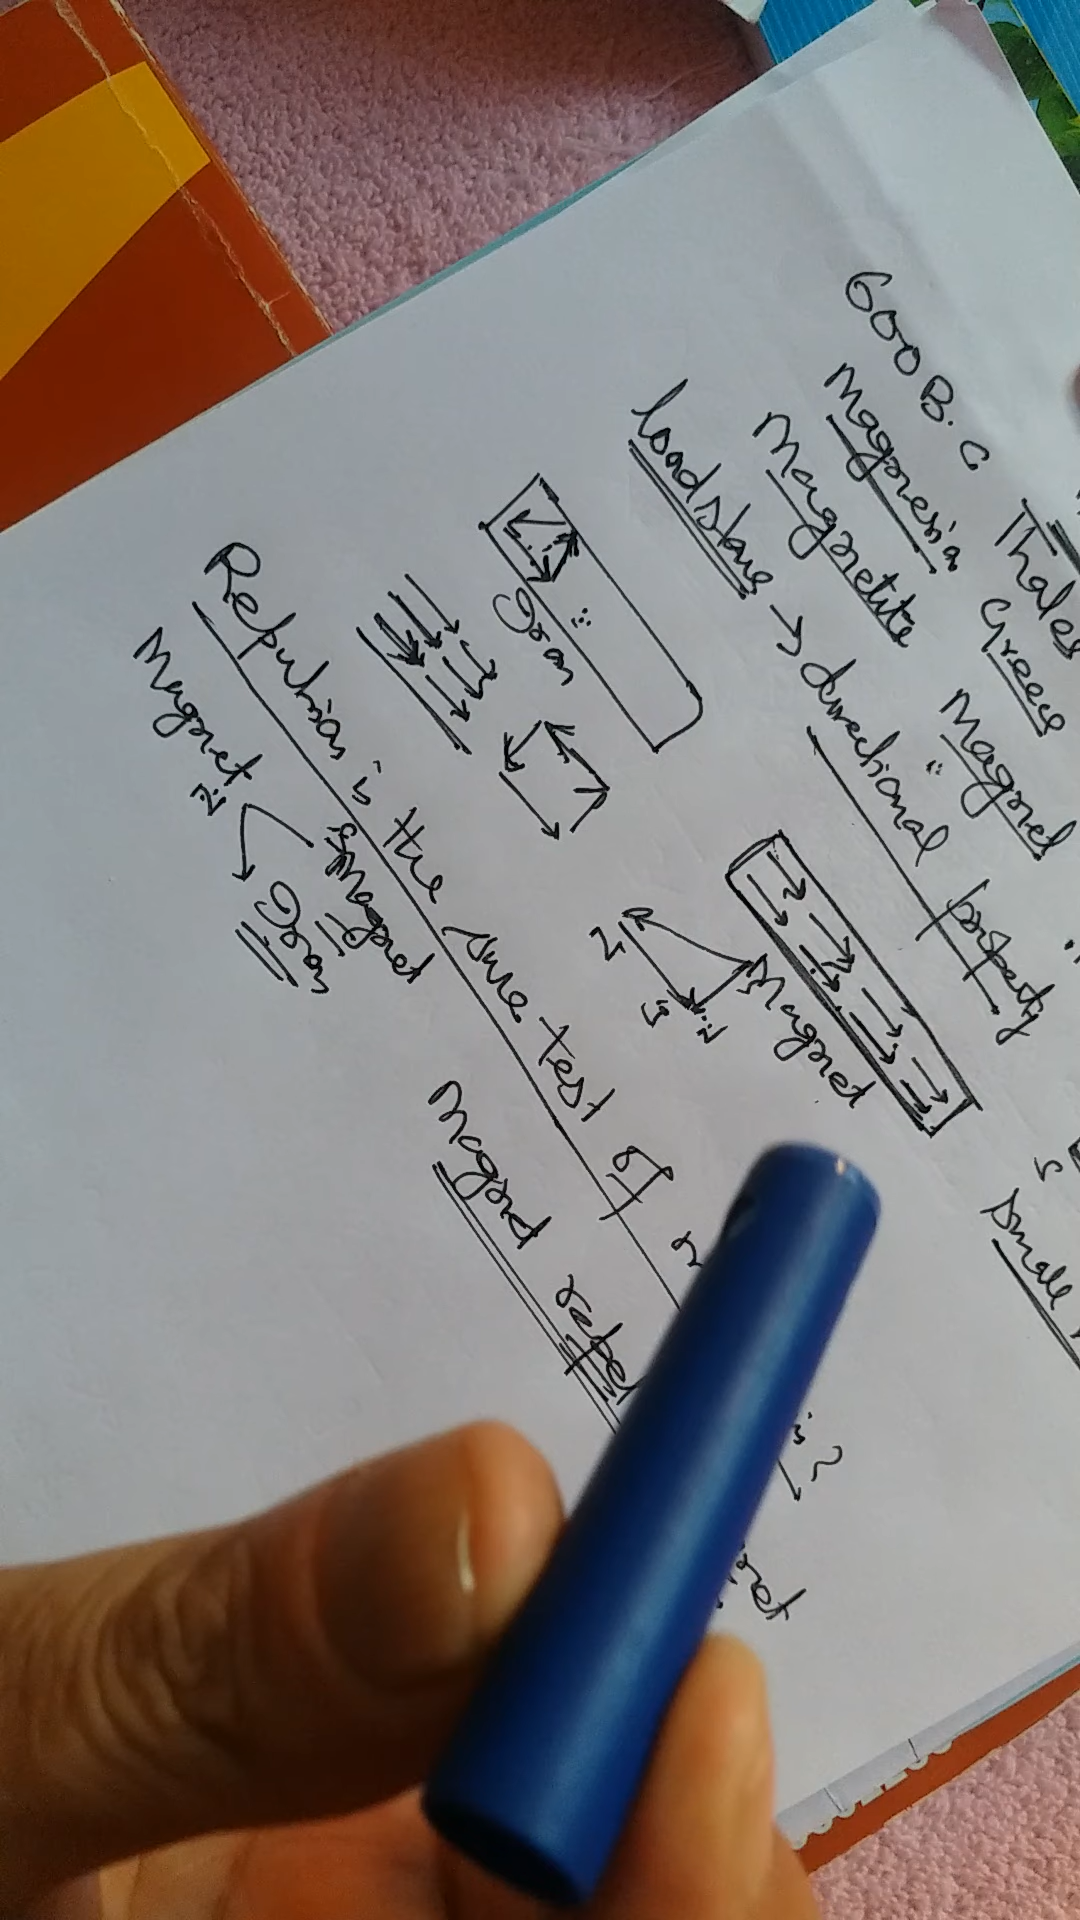 600 B.C Thales
Magnesia Greece Magnet
Magnetite
loadstone → directional property
Small
Iron
Magnet
N S N S
Repulsion is the sure test of
Magnet N S Magnet
Iron
Magnet repel